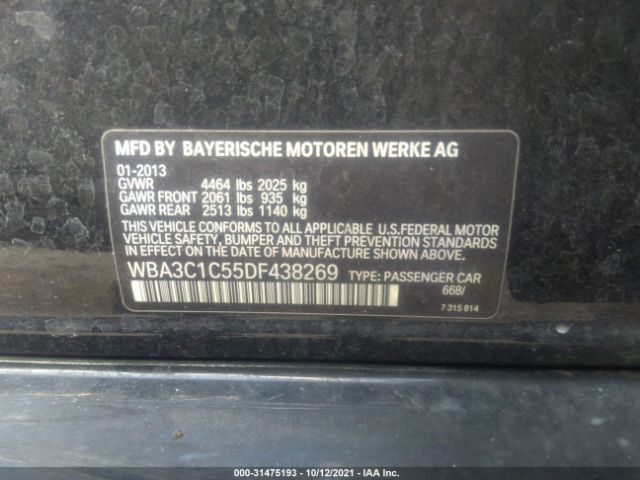 MFD BY BAYERISCHE MOTOREN WERKE AG
01-2013
GVWR 4464 lbs 2025 kg
GAWR FRONT 2061 lbs 935 kg
GAWR REAR 2513 lbs 1140 kg
THIS VEHICLE CONFORMS TO ALL APPLICABLE U.S.FEDERAL MOTOR
VEHICLE SAFETY, BUMPER AND THEFT PREVENTION STANDARDS
IN EFFECT ON THE DATE OF MANUFACTURE SHOWN ABOVE.
WBA3C1C55DF438269 TYPE: PASSENGER CAR
668/
7 315 814
000-31475193 - 10/12/2021 - IAA Inc.